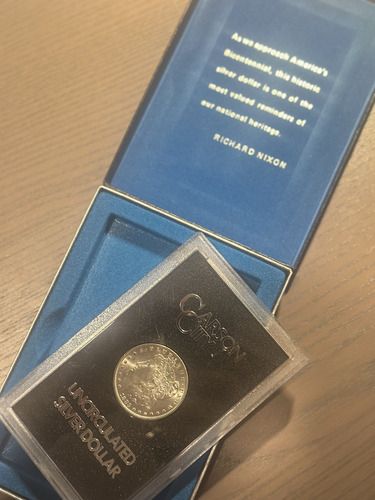 As we approach America's
Bicentennial, this historic
silver dollar is one of the
most valued reminders of
our national heritage.
RICHARD NIXON
CARSON
CITY
UNCIRCULATED
SILVER DOLLAR